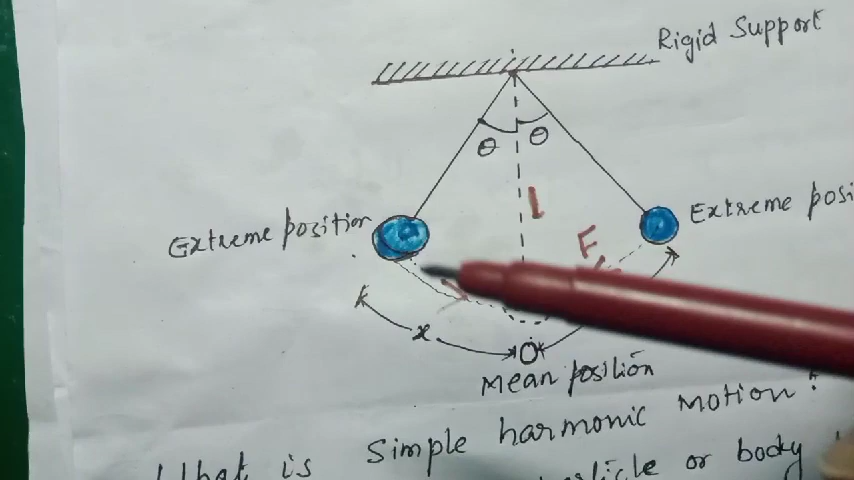 Rigid Support
θ θ
l
Extreme position
Extreme posi
F
x
O
Mean position
What is Simple harmonic motion?
or body